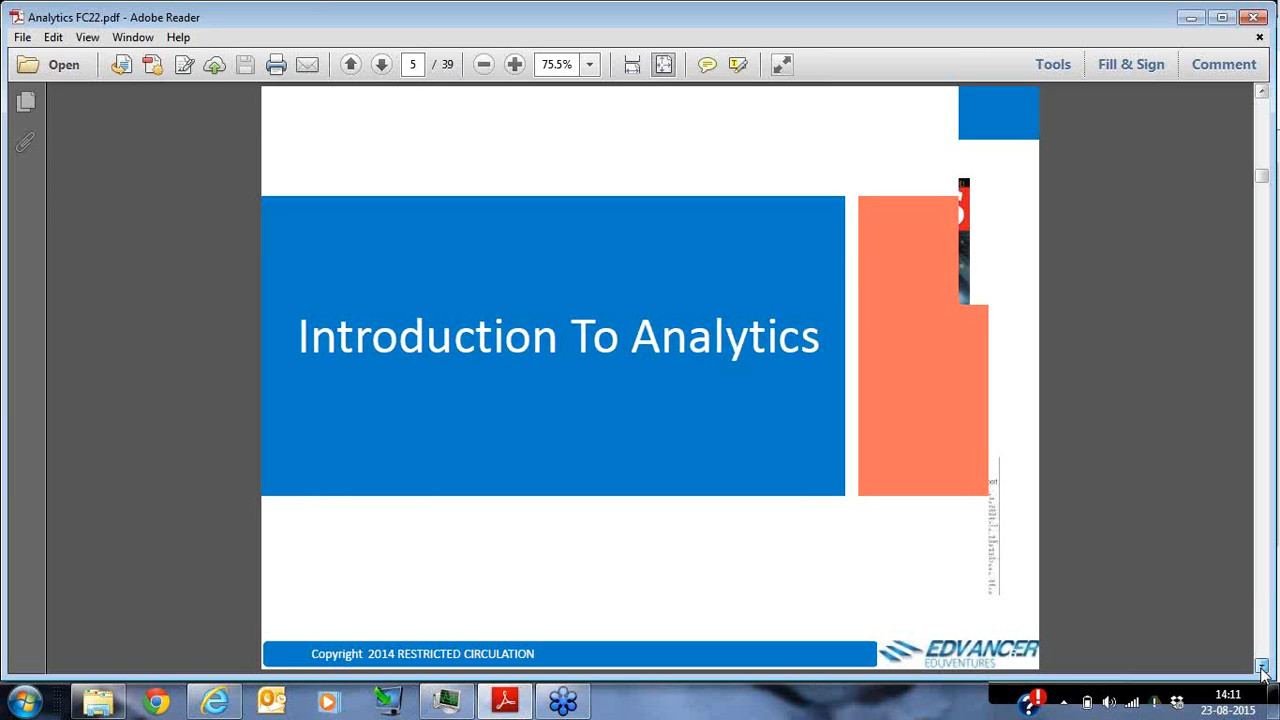 Analytics FC22.pdf - Adobe Reader
File Edit View Window Help
Open 5 / 39 75.5% Tools Fill & Sign Comment
Introduction To Analytics
Copyright 2014 RESTRICTED CIRCULATION
EDVANCER
EDUVENTURES
14:11
23-08-2015